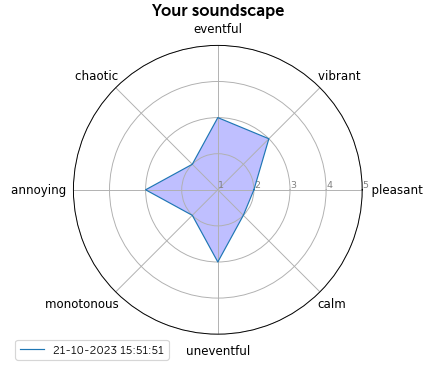 Your soundscape
eventful
chaotic
vibrant
annoying
1
2
3
4
5
pleasant
monotonous
calm
uneventful
21-10-2023 15:51:51